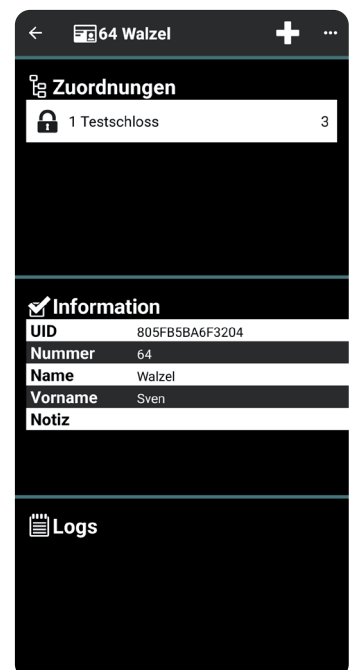 64 Walzel
Zuordnungen
1 Testschloss 3
Information
UID 805FB5BA6F3204
Nummer 64
Name Walzel
Vorname Sven
Notiz
Logs